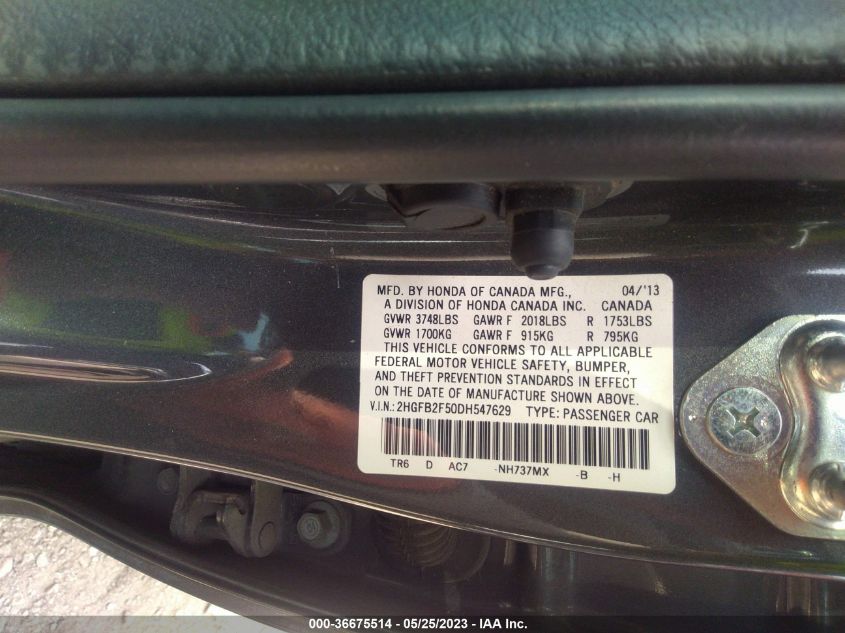 MFD. BY HONDA OF CANADA MFG., 04/'13
A DIVISION OF HONDA CANADA INC. CANADA
GVWR 3748LBS GAWR F 2018LBS R 1753LBS
GVWR 1700KG GAWR F 915KG R 795KG
THIS VEHICLE CONFORMS TO ALL APPLICABLE
FEDERAL MOTOR VEHICLE SAFETY, BUMPER,
AND THEFT PREVENTION STANDARDS IN EFFECT
ON THE DATE OF MANUFACTURE SHOWN ABOVE.
V.I.N.: 2HGFB2F50DH547629 TYPE: PASSENGER CAR
TR6 D AC7 -NH737MX -B -H
000-36675514 - 05/25/2023 - IAA Inc.